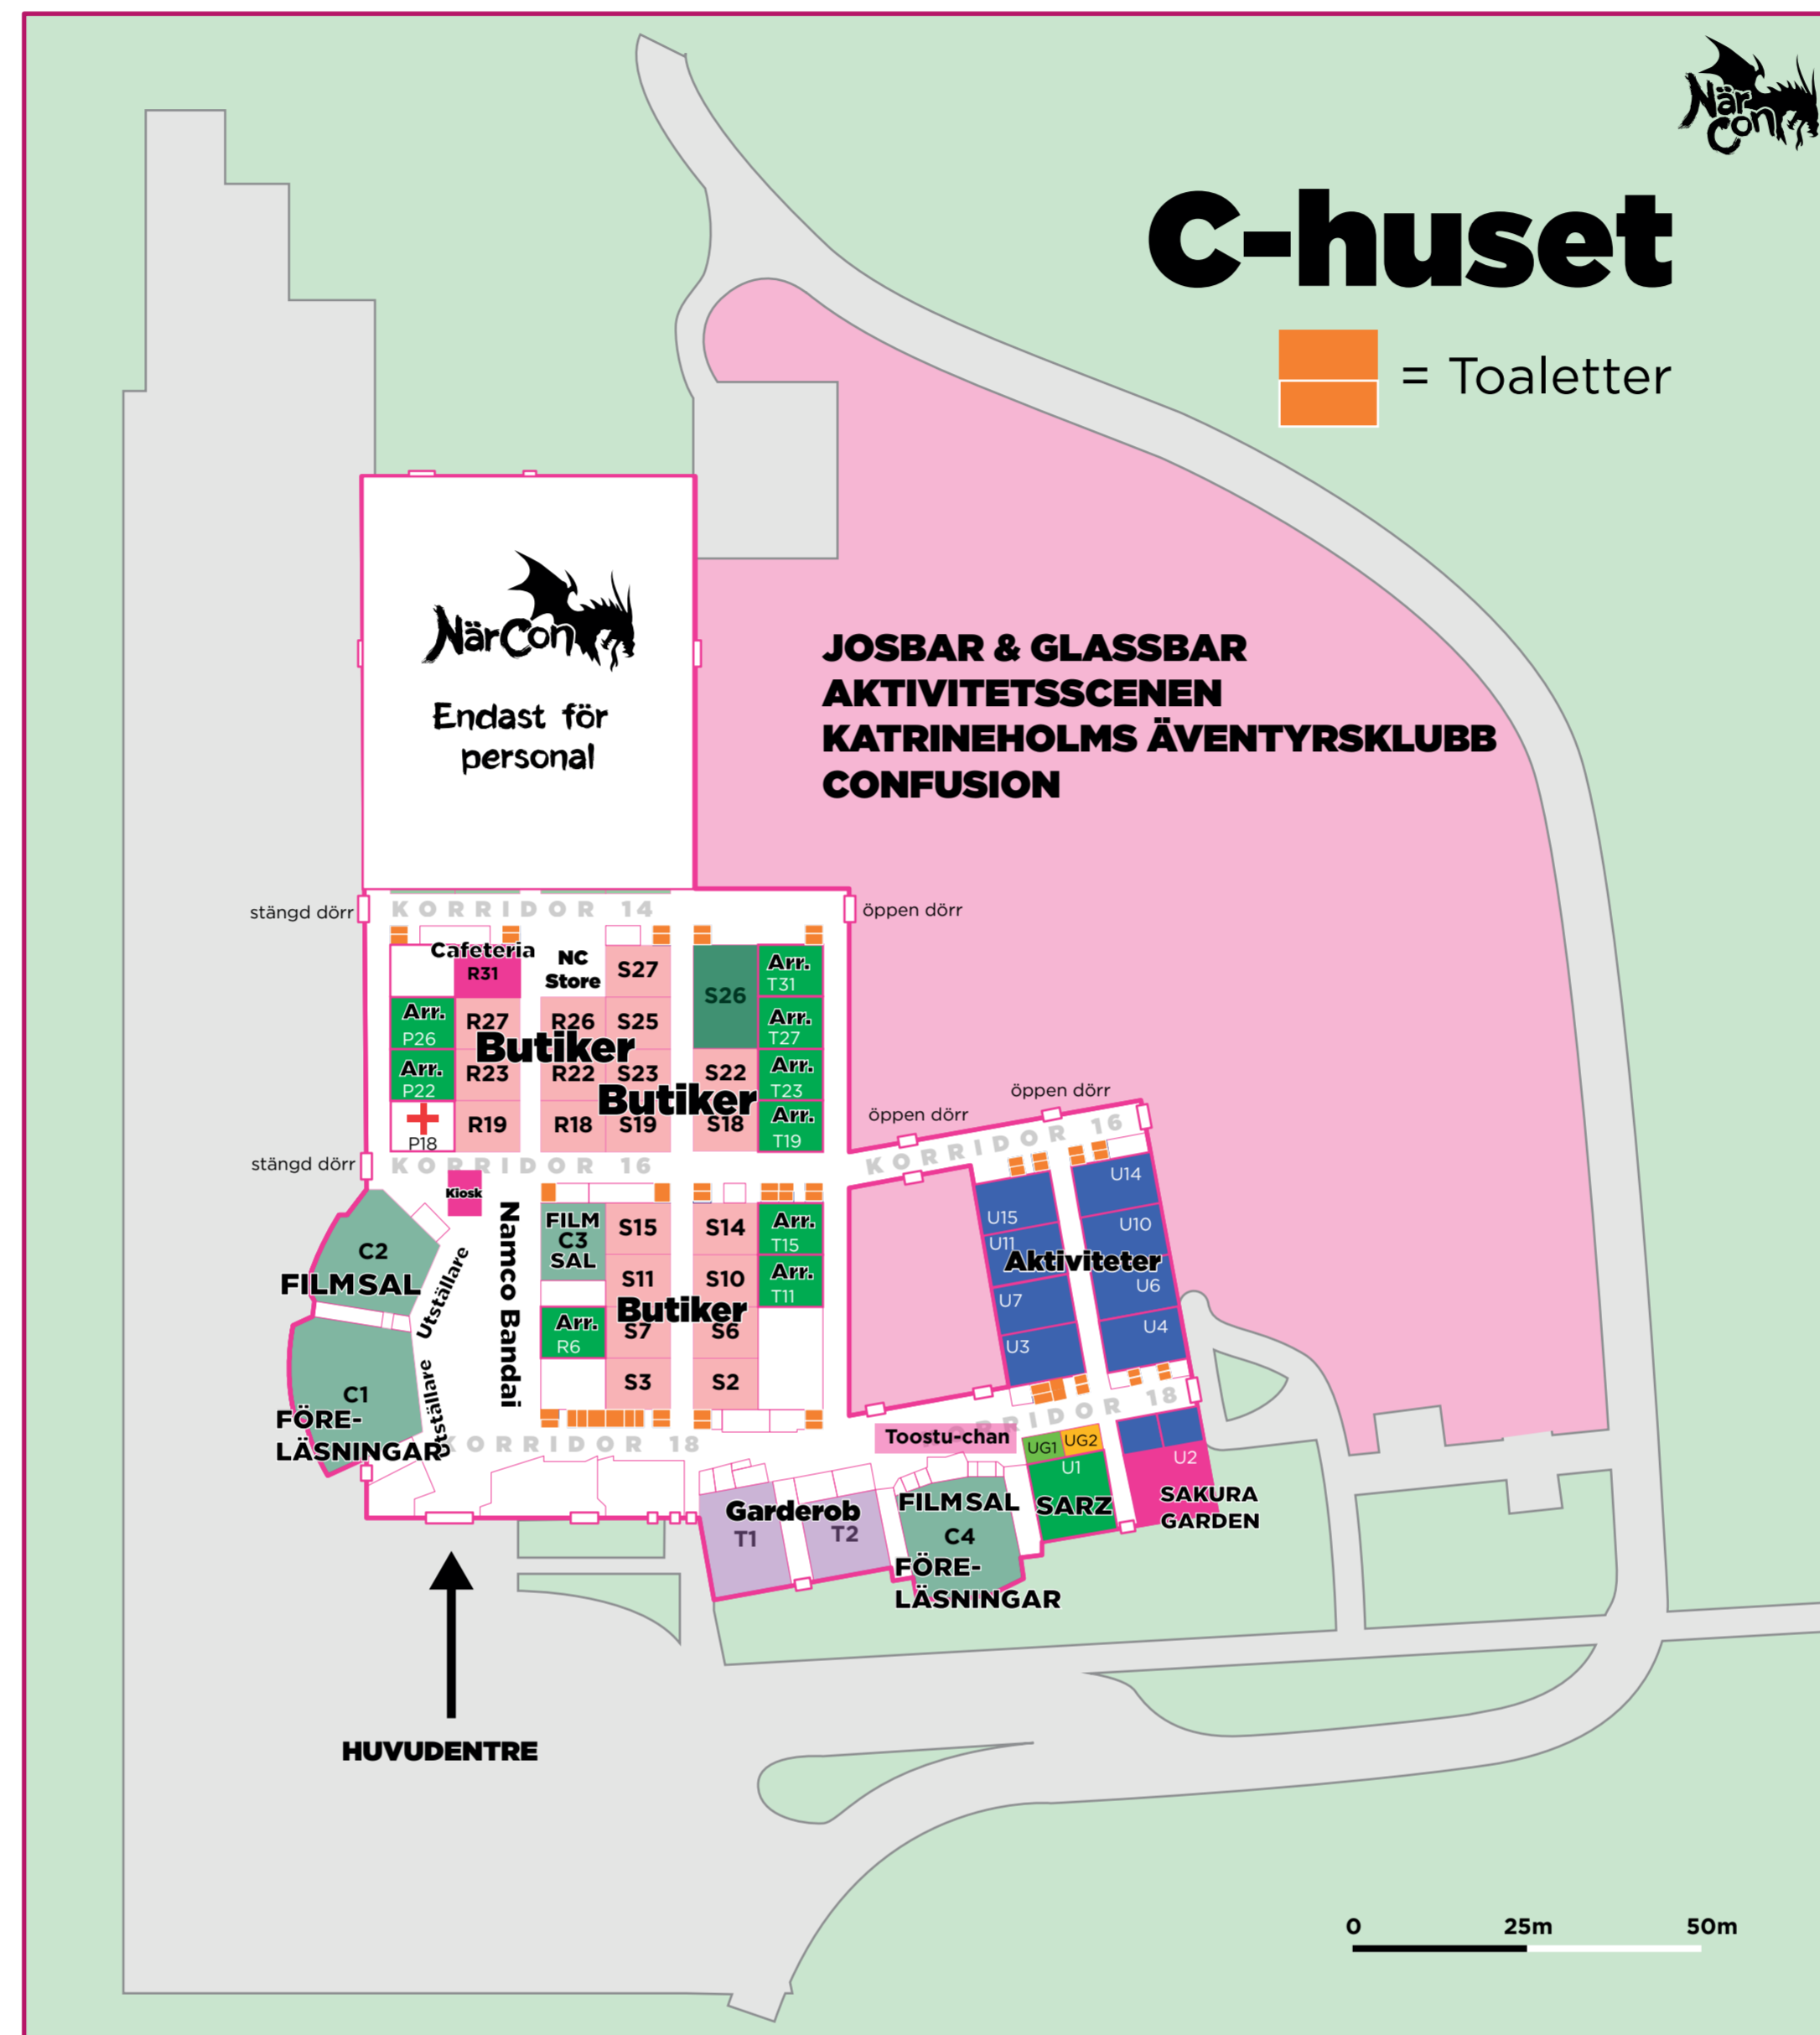 När
Con
C-huset
= Toaletter
NärCon
Endast för
personal
JOSBAR & GLASSBAR
AKTIVITETSSCENEN
KATRINEHOLMS ÄVENTYRSKLUBB
CONFUSION
stängd dörr
KORRIDOR 14
öppen dörr
Cafeteria
R31
NC
Store
S27
S26
Arr.
T31
Arr.
P26
R27
R26
S25
Arr.
T27
Butiker
Arr.
P22
R23
R22
S23
S22
Arr.
T23
Butiker
P18
R19
R18
S19
S18
Arr.
T19
öppen dörr
öppen dörr
stängd dörr
KORRIDOR 16
KORRIDOR 16
Kiosk
Namco Bandai
FILM
C3
SAL
S15
S14
Arr.
T15
U15
U14
C2
FILMSAL
Utställare
S11
S10
Arr.
T11
U11
U10
Aktiviteter
Butiker
Arr.
R6
S7
S6
U7
U6
U3
U4
C1
FÖRE-
LÄSNINGAR
Utställare
S3
S2
KORRIDOR 18
KORRIDOR 18
Toostu-chan
UG1
UG2
U1
SARZ
U2
SAKURA
GARDEN
Garderob
T1
T2
FILMSAL
C4
FÖRE-
LÄSNINGAR
HUVUDENTRE
0 25m 50m